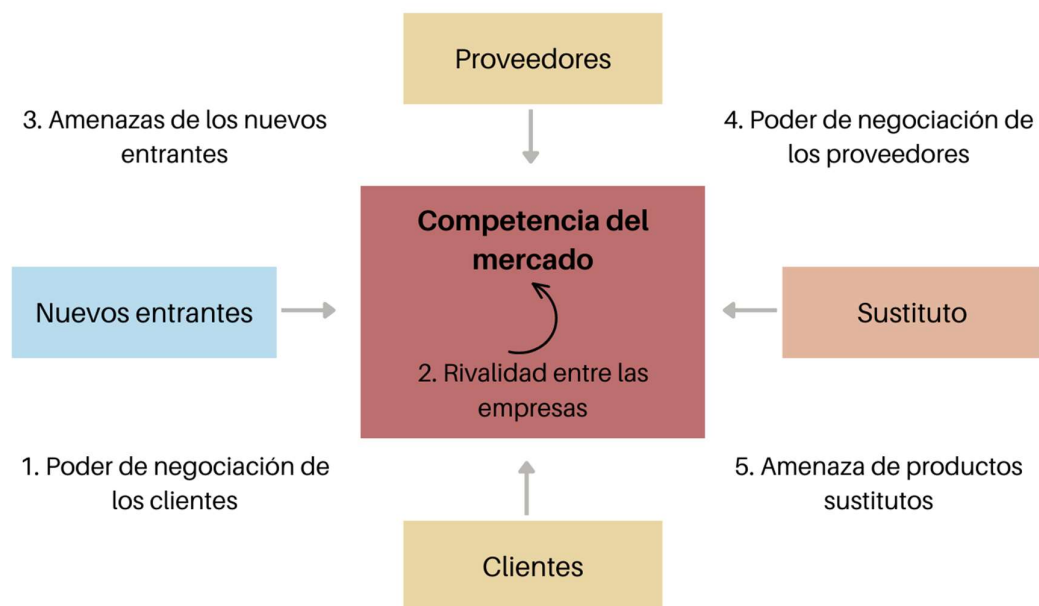 Proveedores
3. Amenazas de los nuevos
entrantes
4. Poder de negociación de
los proveedores
Competencia del
mercado
Nuevos entrantes
Sustituto
2. Rivalidad entre las
empresas
1. Poder de negociación de
los clientes
5. Amenaza de productos
sustitutos
Clientes